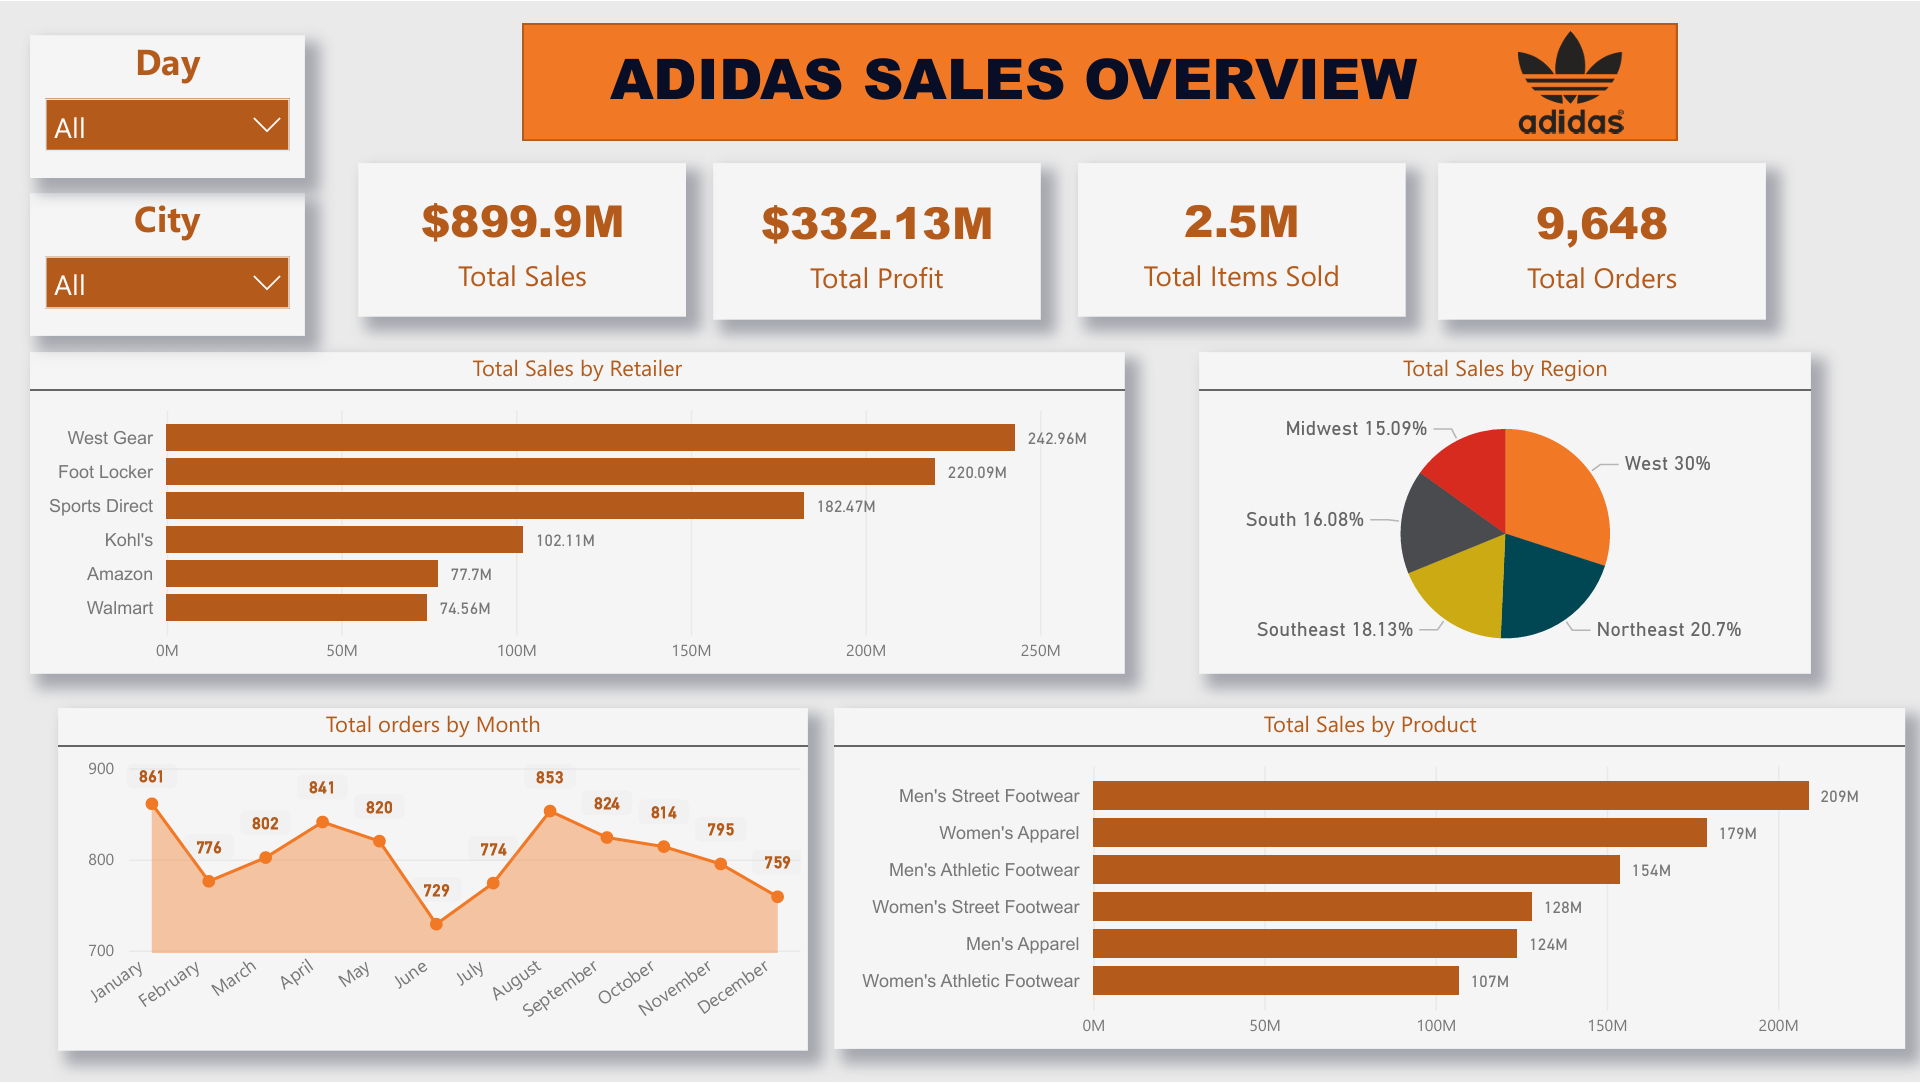 Day
All
City
All
ADIDAS SALES OVERVIEW
adidas®
$899.9M
Total Sales
$332.13M
Total Profit
2.5M
Total Items Sold
9,648
Total Orders
Total Sales by Retailer
West Gear 242.96M
Foot Locker 220.09M
Sports Direct 182.47M
Kohl's 102.11M
Amazon 77.7M
Walmart 74.56M
0M 50M 100M 150M 200M 250M
Total Sales by Region
Midwest 15.09%
West 30%
South 16.08%
Southeast 18.13%
Northeast 20.7%
Total orders by Month
900
800
700
861
776
802
841
820
729
774
853
824
814
795
759
January February March April May June July August September October November December
Total Sales by Product
Men's Street Footwear 209M
Women's Apparel 179M
Men's Athletic Footwear 154M
Women's Street Footwear 128M
Men's Apparel 124M
Women's Athletic Footwear 107M
0M 50M 100M 150M 200M